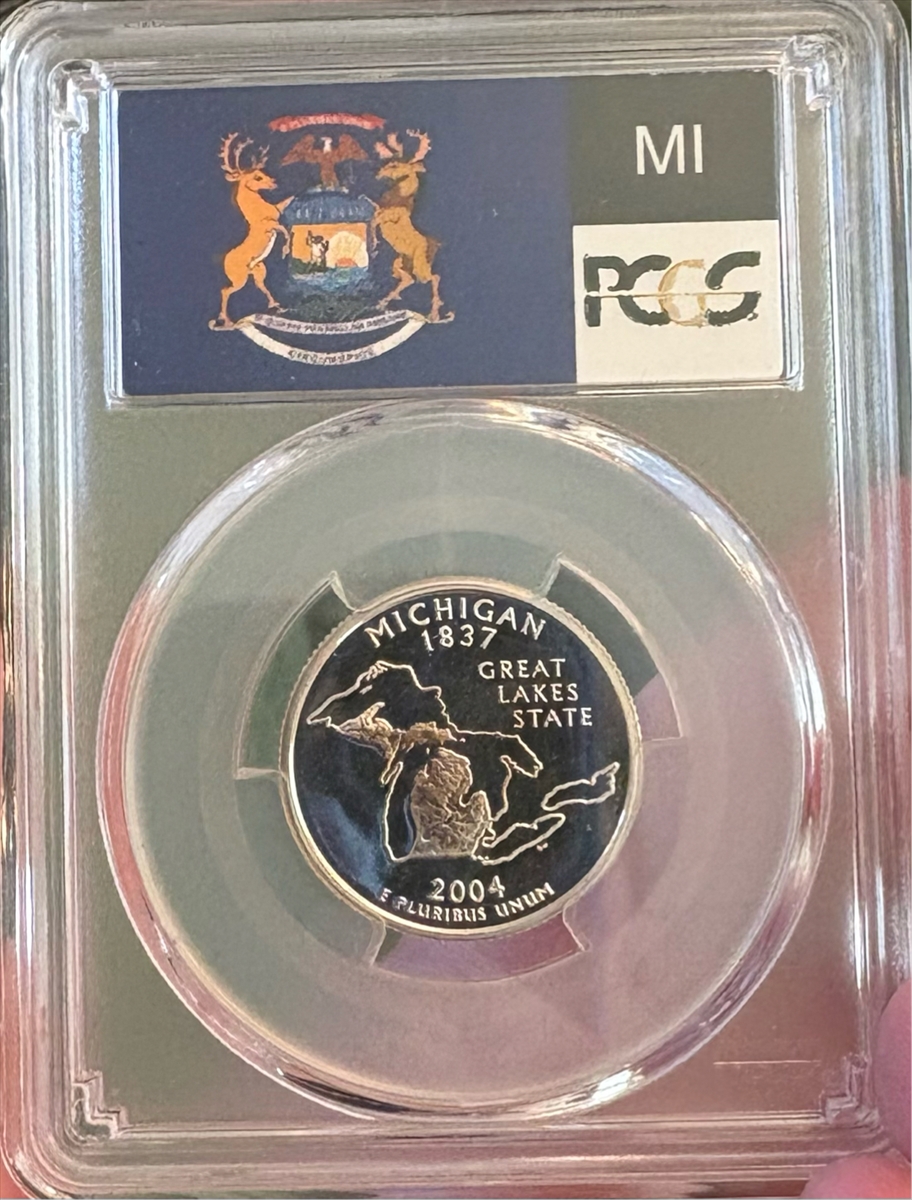 MI
PCGS
MICHIGAN
1837
GREAT
LAKES
STATE
2004
E PLURIBUS UNUM